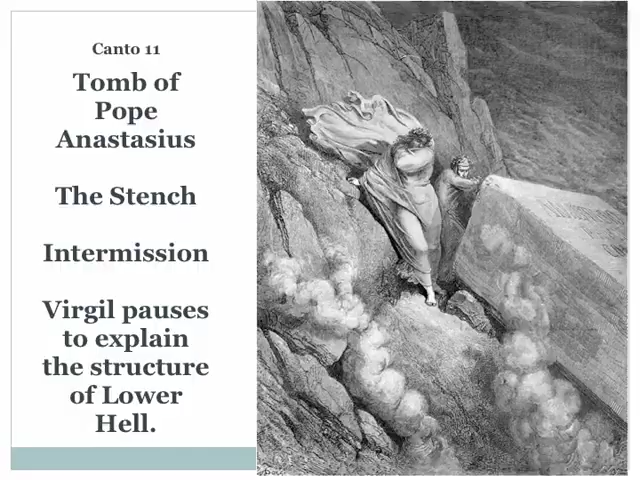 Canto 11
Tomb of
Pope
Anastasius
The Stench
Intermission
Virgil pauses
to explain
the structure
of Lower
Hell.